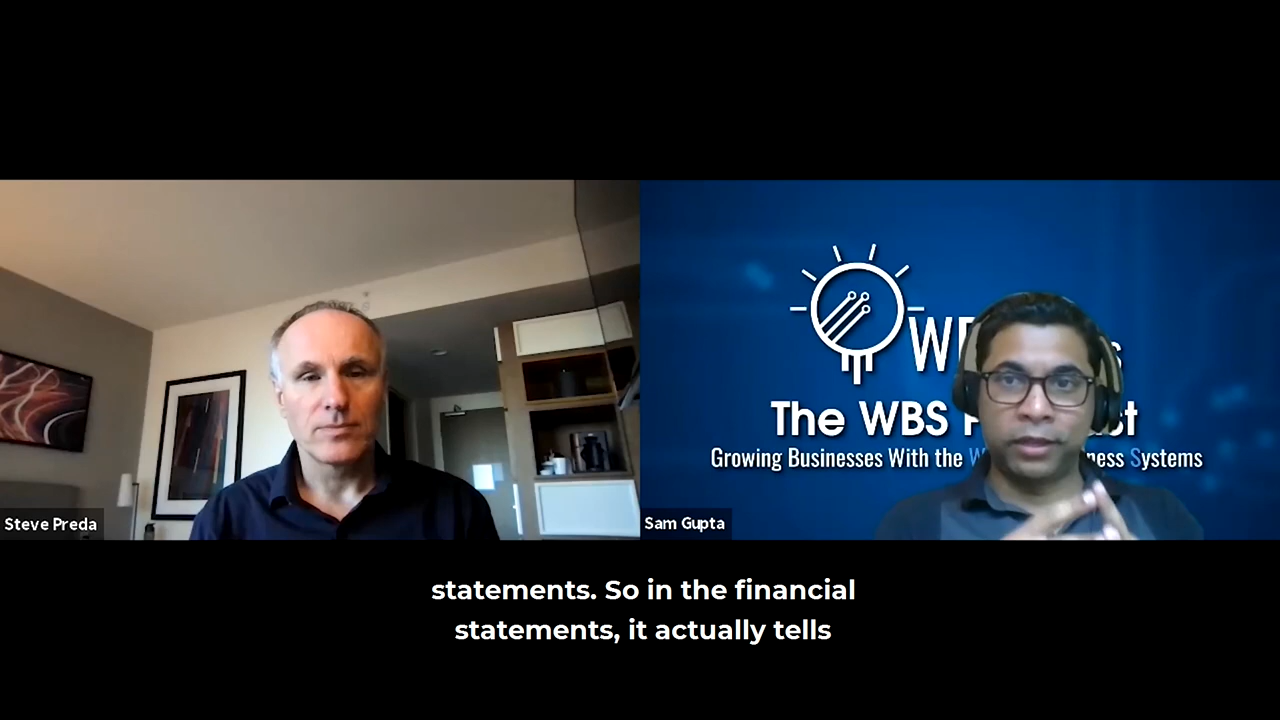 The WBS
Growing Businesses With the
Systems
Steve Preda
Sam Gupta
statements. So in the financial
statements, it actually tells